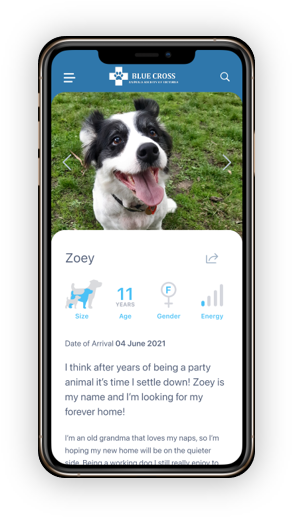 BLUE CROSS
Zoey
11
YEARS
F
Size
Age
Gender
Energy
Date of Arrival 04 June 2021
I think after years of being a party
animal it's time I settle down! Zoey is
my name and I'm looking for my
forever home!
I'm an old grandma that loves my naps, so I'm
hoping my new home will be on the quieter
side. Being a working dog I still really enjoy to